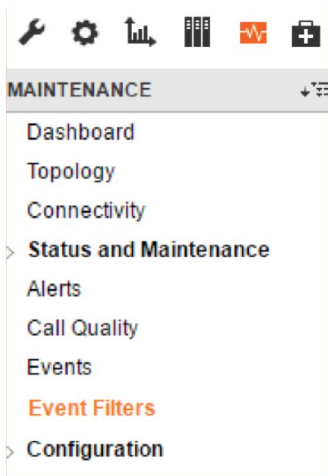 MAINTENANCE
Dashboard
Topology
Connectivity
Status and Maintenance
Alerts
Call Quality
Events
Event Filters
Configuration